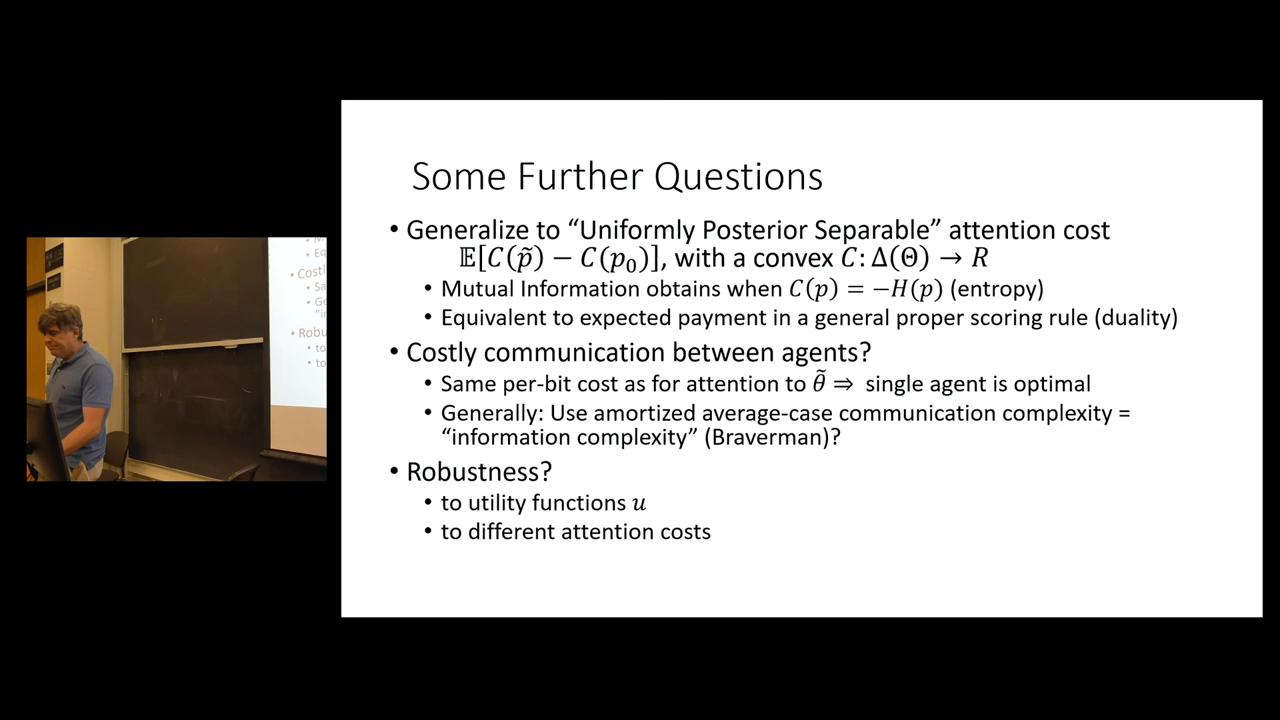 Some Further Questions
• Generalize to “Uniformly Posterior Separable” attention cost
𝔼[C(p̃) − C(p₀)], with a convex C: Δ(Θ) → R
• Mutual Information obtains when C(p) = −H(p) (entropy)
• Equivalent to expected payment in a general proper scoring rule (duality)
• Costly communication between agents?
• Same per-bit cost as for attention to θ̃ ⇒ single agent is optimal
• Generally: Use amortized average-case communication complexity =
“information complexity” (Braverman)?
• Robustness?
• to utility functions u
• to different attention costs